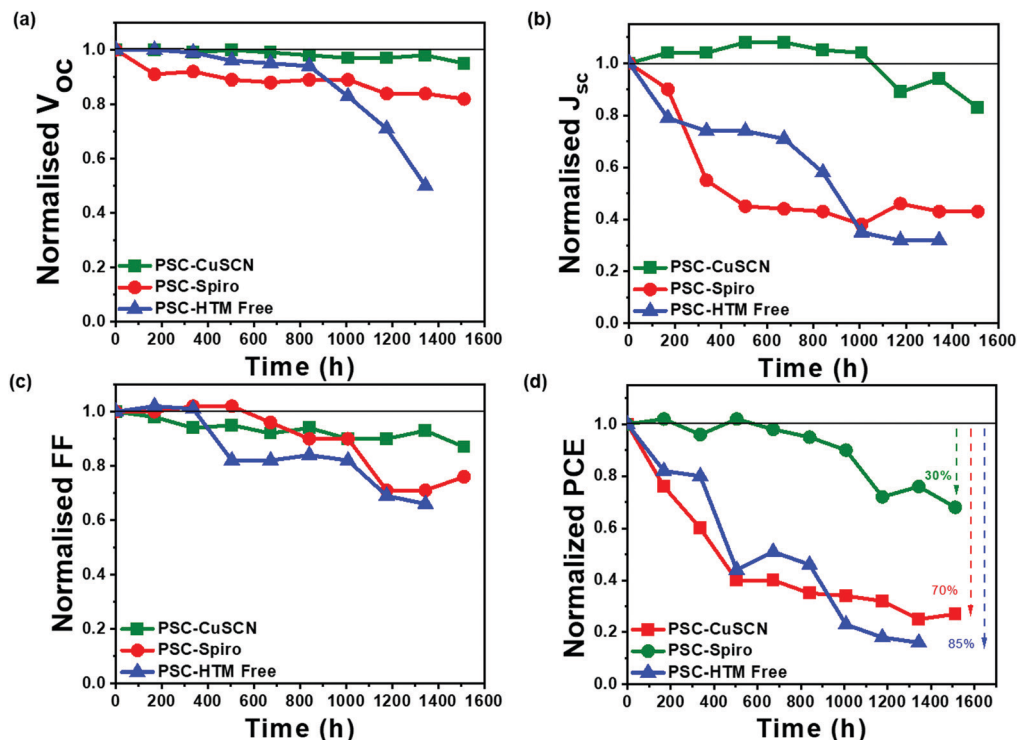 (a)
Normalised VOC
1.0
0.8
0.6
0.4
0.2
0.0
PSC-CuSCN
PSC-Spiro
PSC-HTM Free
0 200 400 600 800 1000 1200 1400 1600
Time (h)
(b)
Normalised Jsc
1.0
0.8
0.6
0.4
0.2
0.0
PSC-CuSCN
PSC-Spiro
PSC-HTM Free
0 200 400 600 800 1000 1200 1400 1600
Time (h)
(c)
Normalised FF
1.0
0.8
0.6
0.4
0.2
0.0
PSC-CuSCN
PSC-Spiro
PSC-HTM Free
0 200 400 600 800 1000 1200 1400 1600
Time (h)
(d)
Normalized PCE
1.0
0.8
0.6
0.4
0.2
0.0
30%
70%
85%
PSC-CuSCN
PSC-Spiro
PSC-HTM Free
0 200 400 600 800 1000 1200 1400 1600
Time (h)